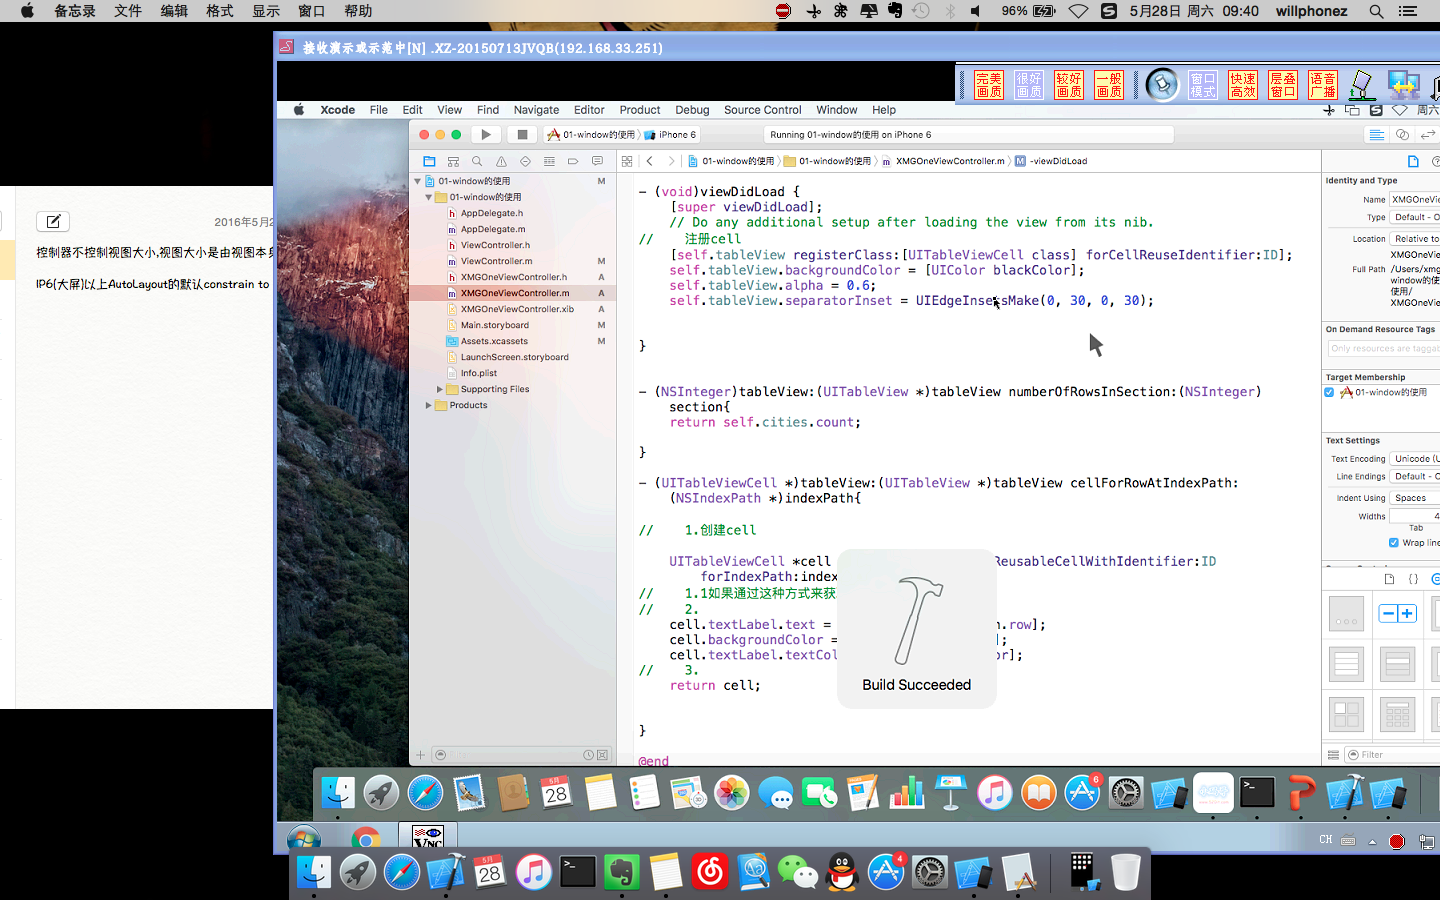 备忘录 文件 编辑 格式 显示 窗口 帮助 96% 5月28日 周六 09:40 willphonez
接收演示或示范中[N] .XZ-20150713JVQB(192.168.33.251)
完美画质 很好画质 较好画质 一般画质 窗口模式 快速高效 层叠窗口 语音广播
Xcode File Edit View Find Navigate Editor Product Debug Source Control Window Help 周六
01-window的使用 iPhone 6 Running 01-window的使用 on iPhone 6
01-window的使用 01-window的使用 XMGOneViewController.m -viewDidLoad
2016年5月2
控制器不控制视图大小,视图大小是由视图本身
IP6(大屏)以上AutoLayout的默认constrain to
01-window的使用 M
01-window的使用
AppDelegate.h
AppDelegate.m
ViewController.h
ViewController.m M
XMGOneViewController.h A
XMGOneViewController.m A
XMGOneViewController.xib A
Main.storyboard M
Assets.xcassets M
LaunchScreen.storyboard
Info.plist
Supporting Files
Products
- (void)viewDidLoad {
[super viewDidLoad];
// Do any additional setup after loading the view from its nib.
// 注册cell
[self.tableView registerClass:[UITableViewCell class] forCellReuseIdentifier:ID];
self.tableView.backgroundColor = [UIColor blackColor];
self.tableView.alpha = 0.6;
self.tableView.separatorInset = UIEdgeInsetsMake(0, 30, 0, 30);
}
- (NSInteger)tableView:(UITableView *)tableView numberOfRowsInSection:(NSInteger)
section{
return self.cities.count;
}
- (UITableViewCell *)tableView:(UITableView *)tableView cellForRowAtIndexPath:
(NSIndexPath *)indexPath{
// 1.创建cell
UITableViewCell *cell ReusableCellWithIdentifier:ID
forIndexPath:index
// 1.1如果通过这种方式来获
// 2.
cell.textLabel.text = .row];
cell.backgroundColor = ];
cell.textLabel.textCol or];
// 3.
return cell;
}
@end
Build Succeeded
Identity and Type
Name XMGOneVie
Type Default - O
Location Relative to
XMGOneVie
Full Path /Users/xmg
window的使
使用/
XMGOneVie
On Demand Resource Tags
Only resources are taggab
Target Membership
01-window的使用
Text Settings
Text Encoding Unicode (U
Line Endings Default - O
Indent Using Spaces
Widths 4
Tab
Wrap line
Filter
5月 28 6
VNC CH
5月 28 4